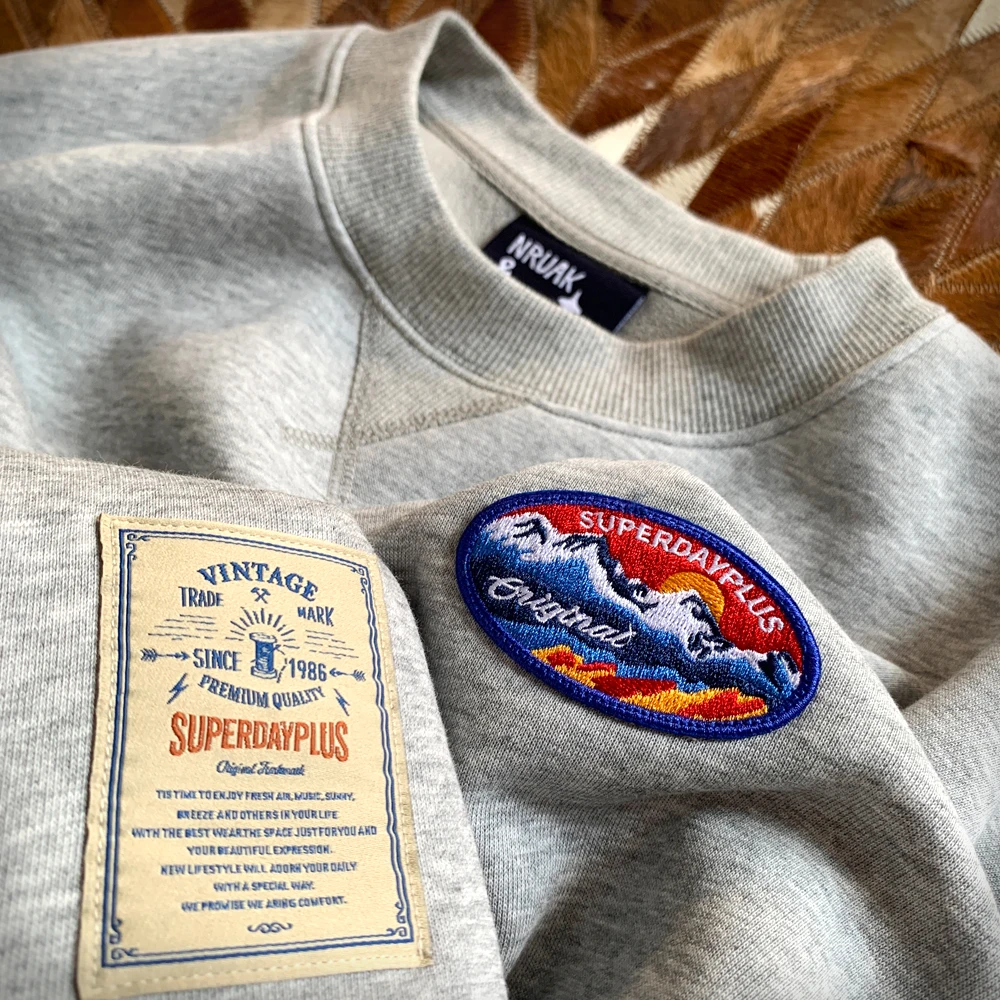 NRUAK
&
SUPERDAYPLUS
Original
VINTAGE
TRADE MARK
SINCE 1986
PREMIUM QUALITY
SUPERDAYPLUS
Original Trademark
TIS TIME TO ENJOY FRESH AIR, MUSIC, SUNNY,
BREEZE AND OTHERS IN YOUR LIFE
WITH THE BEST WEAR.THE SPACE JUST FOR YOU AND
YOUR BEAUTIFUL EXPRESSION.
NEW LIFESTYLE WILL ADORN YOUR DAILY
WITH A SPECIAL WAY.
WE PROMISE WE ARING COMFORT.